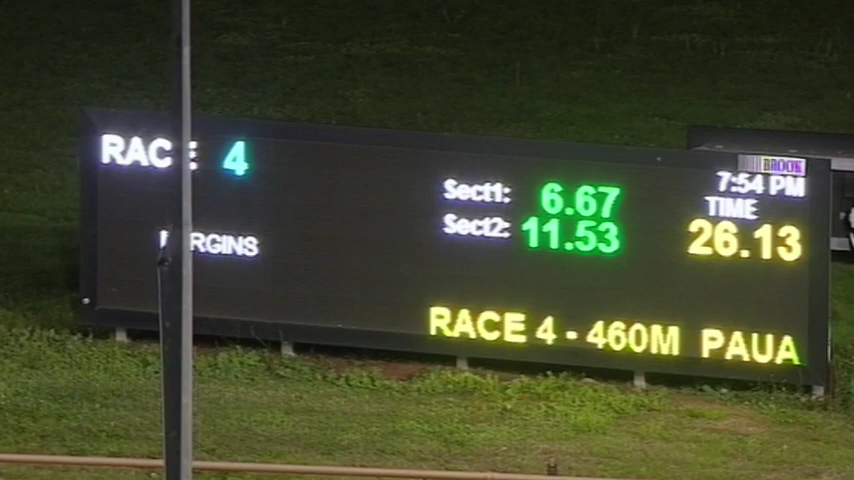 RACE 4
BROOK
7:54 PM
Sect1: 6.67
TIME
Sect2: 11.53
26.13
MARGINS
RACE 4 - 460M PAUA